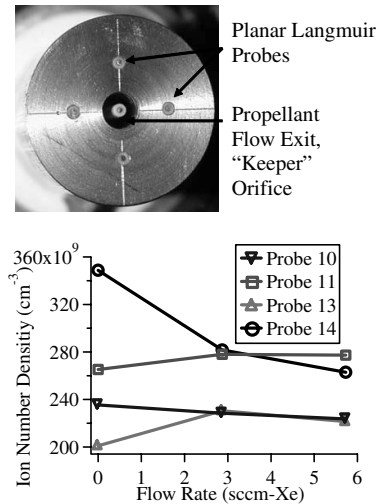 Planar Langmuir
Probes
Propellant
Flow Exit,
“Keeper”
Orifice
360x10⁹
320
280
240
200
Ion Number Densitiy (cm⁻³)
Probe 10
Probe 11
Probe 13
Probe 14
0 1 2 3 4 5 6
Flow Rate (sccm-Xe)